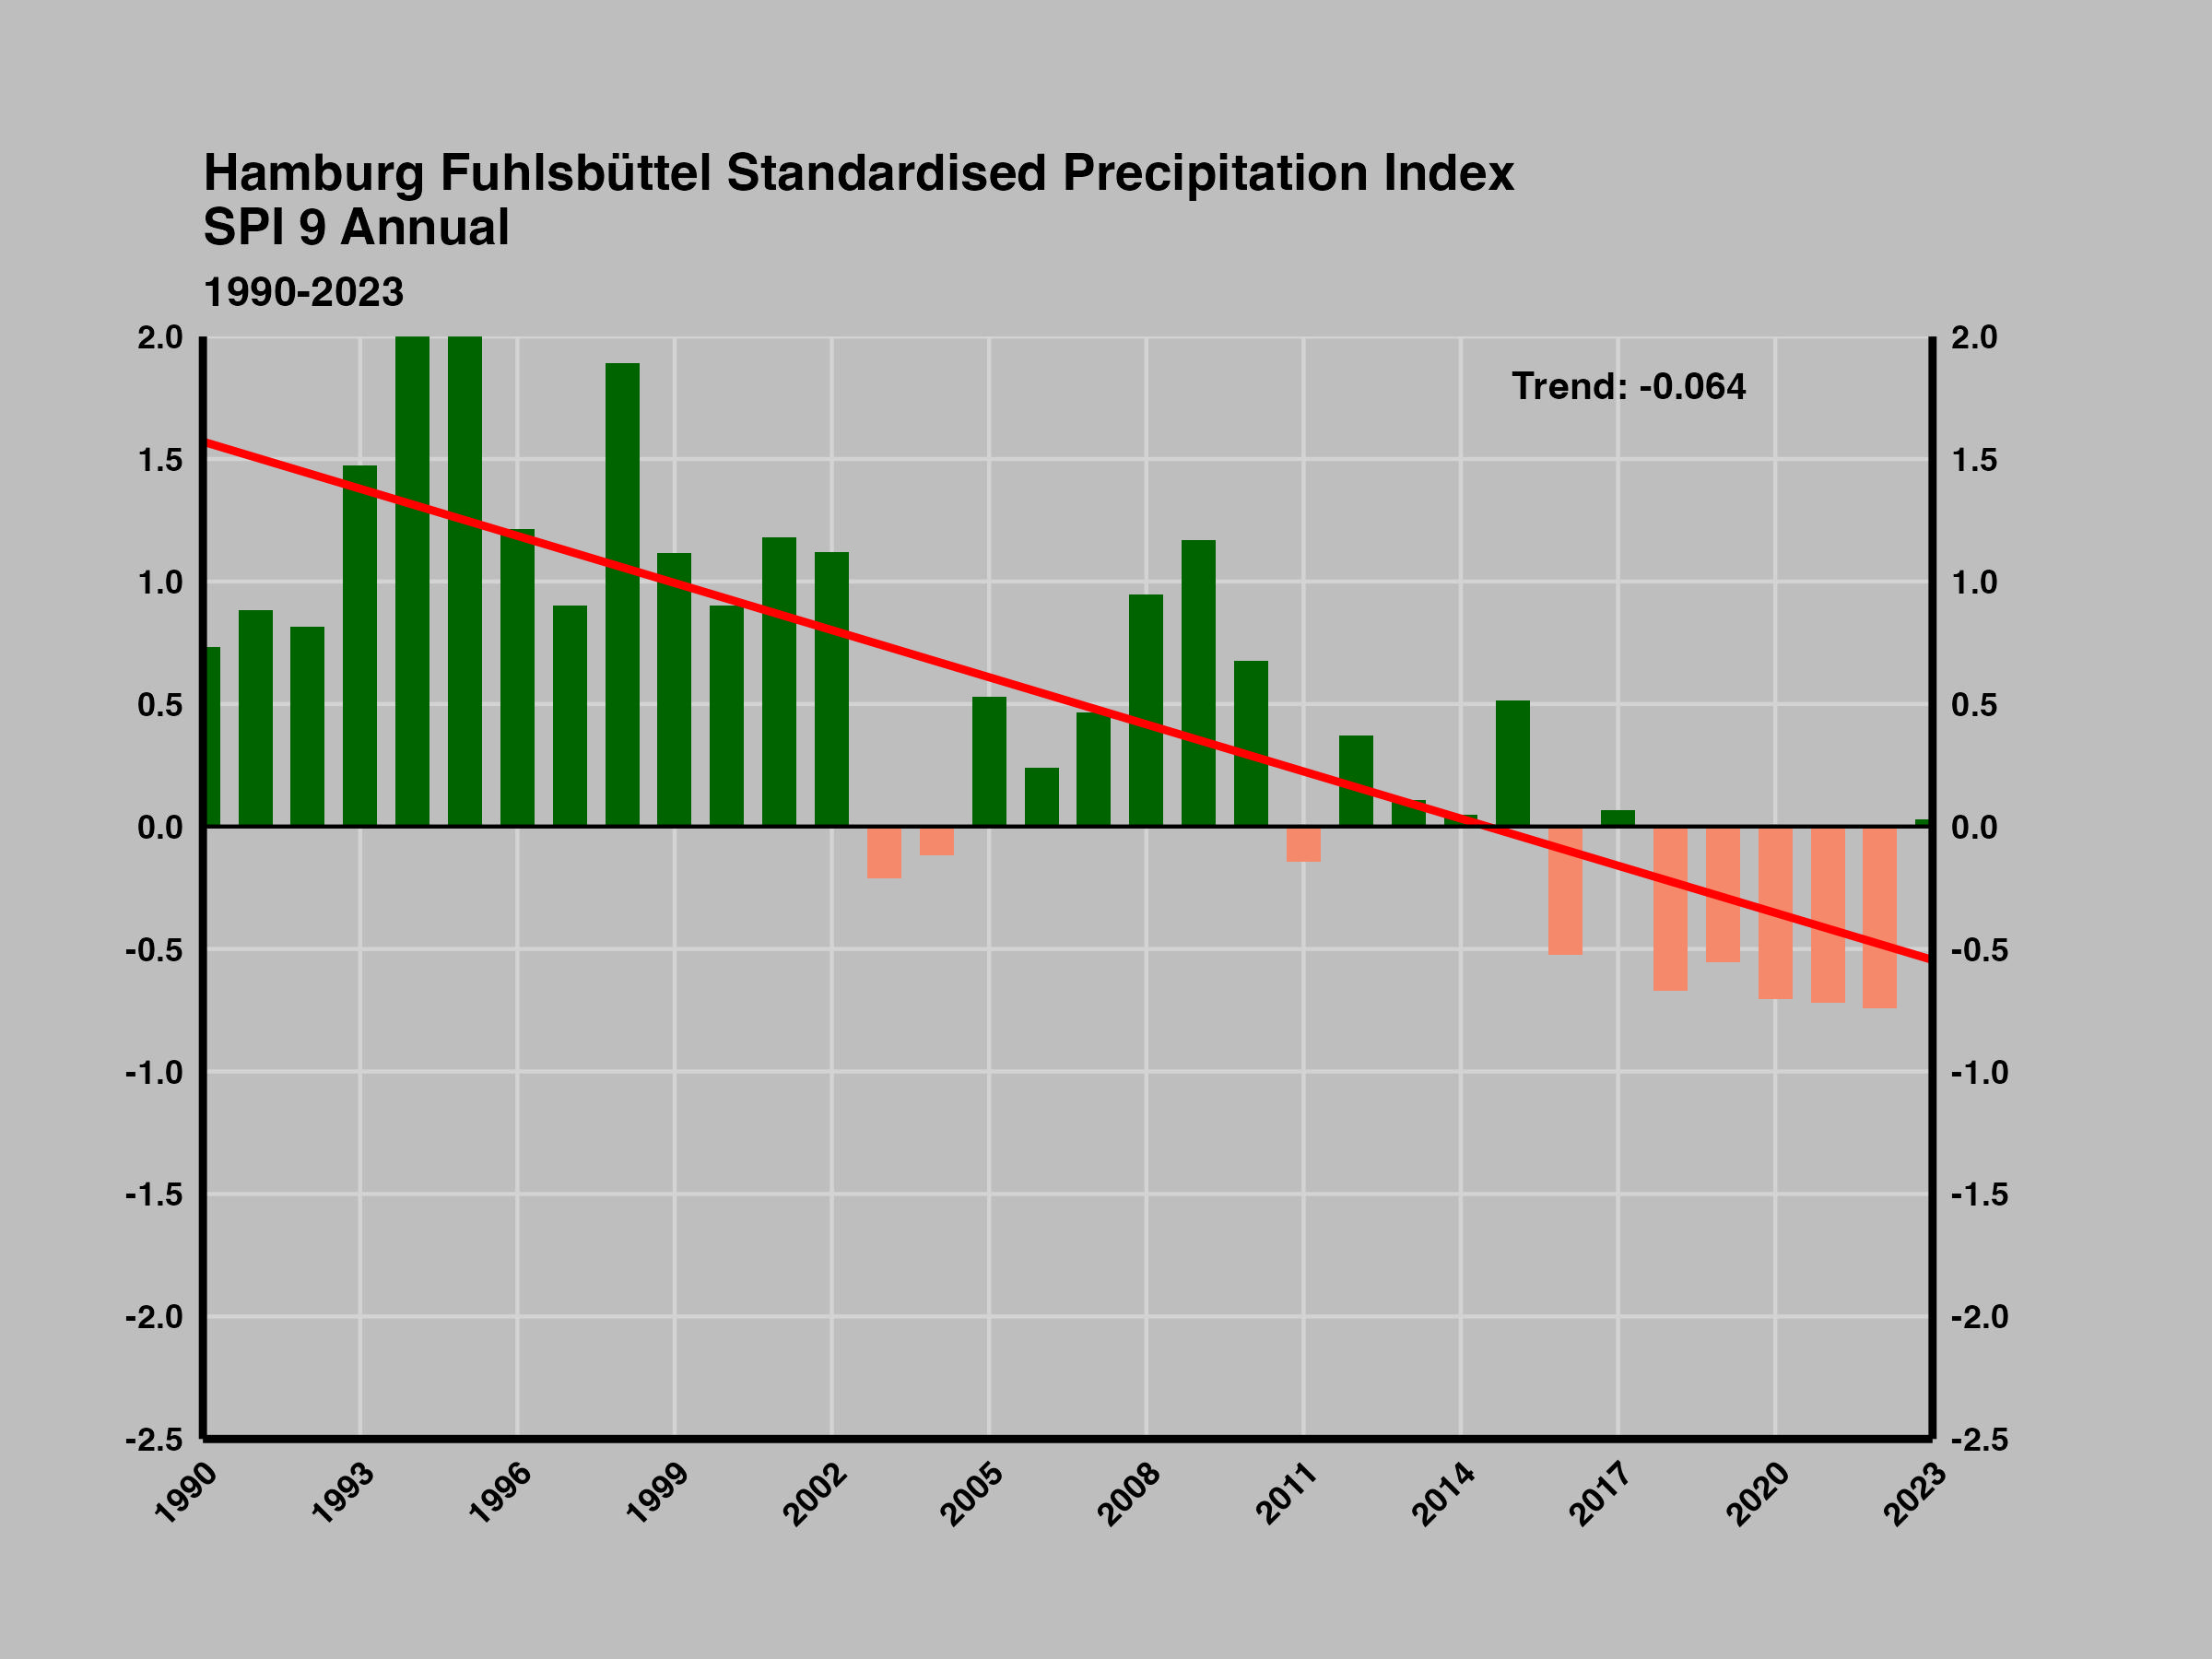 Hamburg Fuhlsbüttel Standardised Precipitation Index
SPI 9 Annual
1990-2023
2.0 2.0
Trend: -0.064
1.5 1.5
1.0 1.0
0.5 0.5
0.0 0.0
-0.5 -0.5
-1.0 -1.0
-1.5 -1.5
-2.0 -2.0
-2.5 -2.5
1990 1993 1996 1999 2002 2005 2008 2011 2014 2017 2020 2023